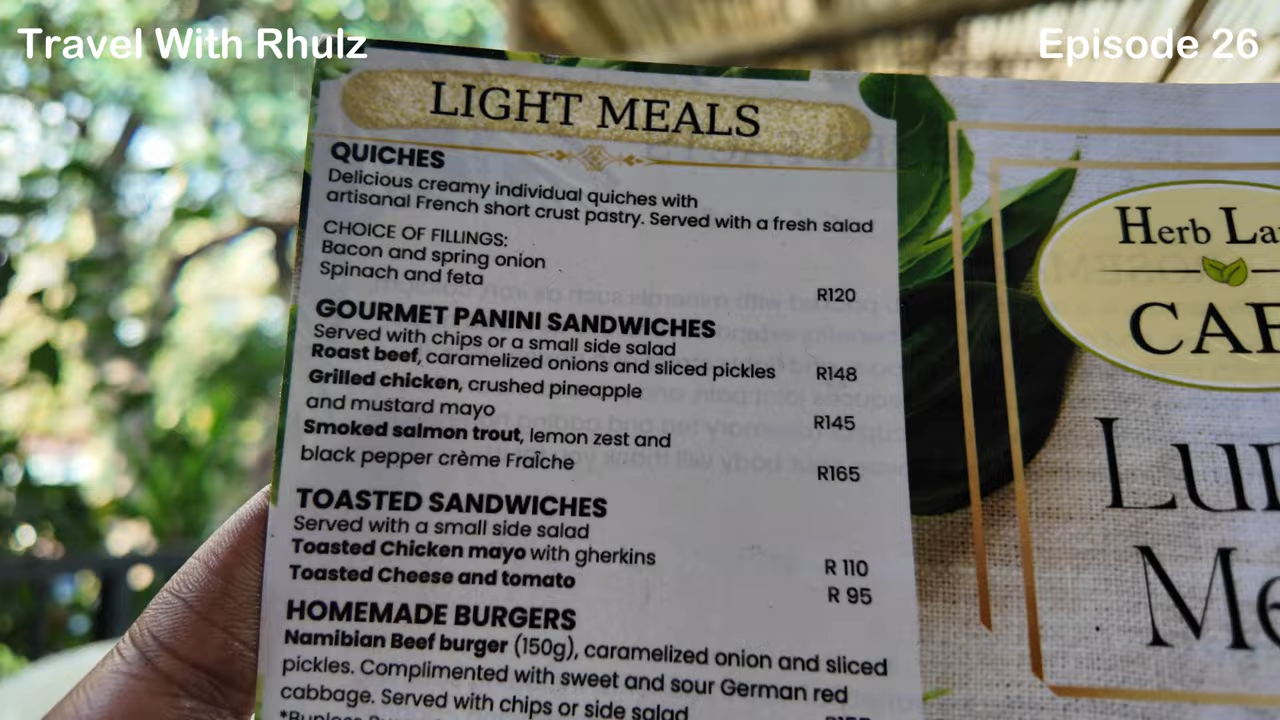 Travel With Rhulz
Episode 26
LIGHT MEALS
QUICHES
Delicious creamy individual quiches with
artisanal French short crust pastry. Served with a fresh salad
CHOICE OF FILLINGS:
Bacon and spring onion
Spinach and feta
R120
GOURMET PANINI SANDWICHES
Served with chips or a small side salad
Roast beef, caramelized onions and sliced pickles R148
Grilled chicken, crushed pineapple
and mustard mayo R145
Smoked salmon trout, lemon zest and
black pepper crème Fraîche R165
TOASTED SANDWICHES
Served with a small side salad
Toasted Chicken mayo with gherkins R 110
Toasted Cheese and tomato R 95
HOMEMADE BURGERS
Namibian Beef burger (150g), caramelized onion and sliced
pickles. Complimented with sweet and sour German red
cabbage. Served with chips or side salad
Herb